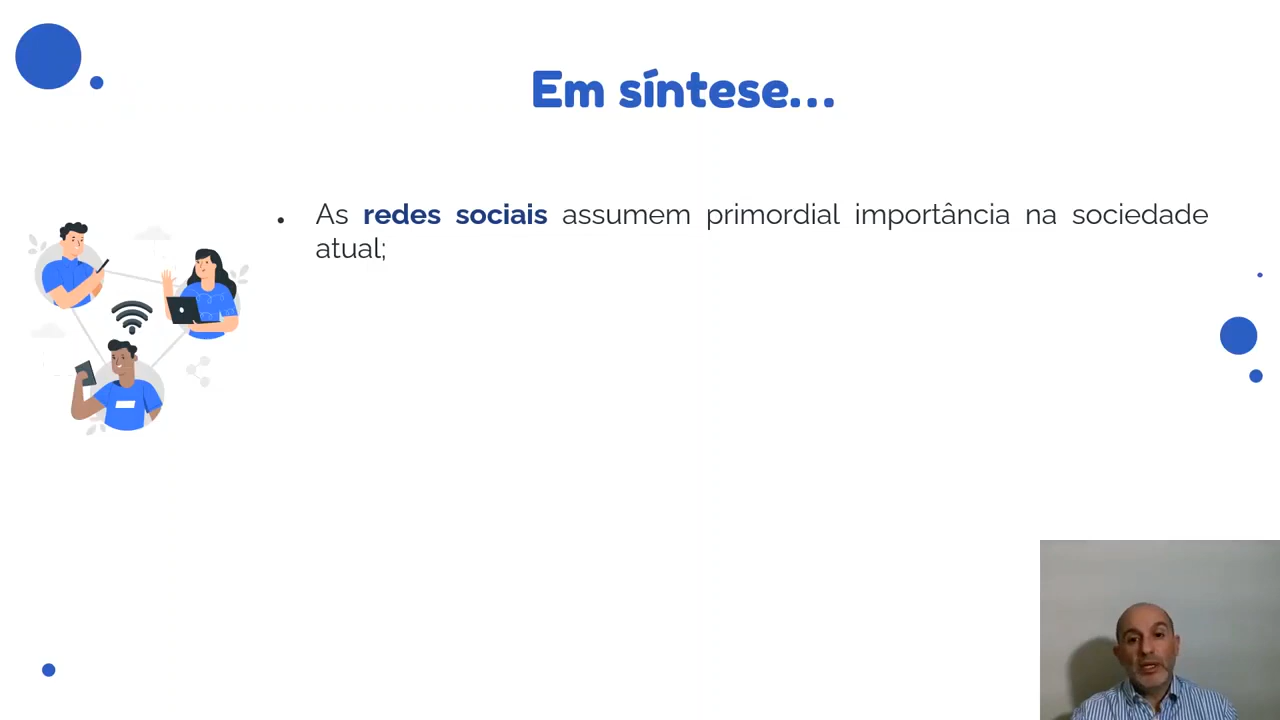 Em síntese...
• As redes sociais assumem primordial importância na sociedade
atual;